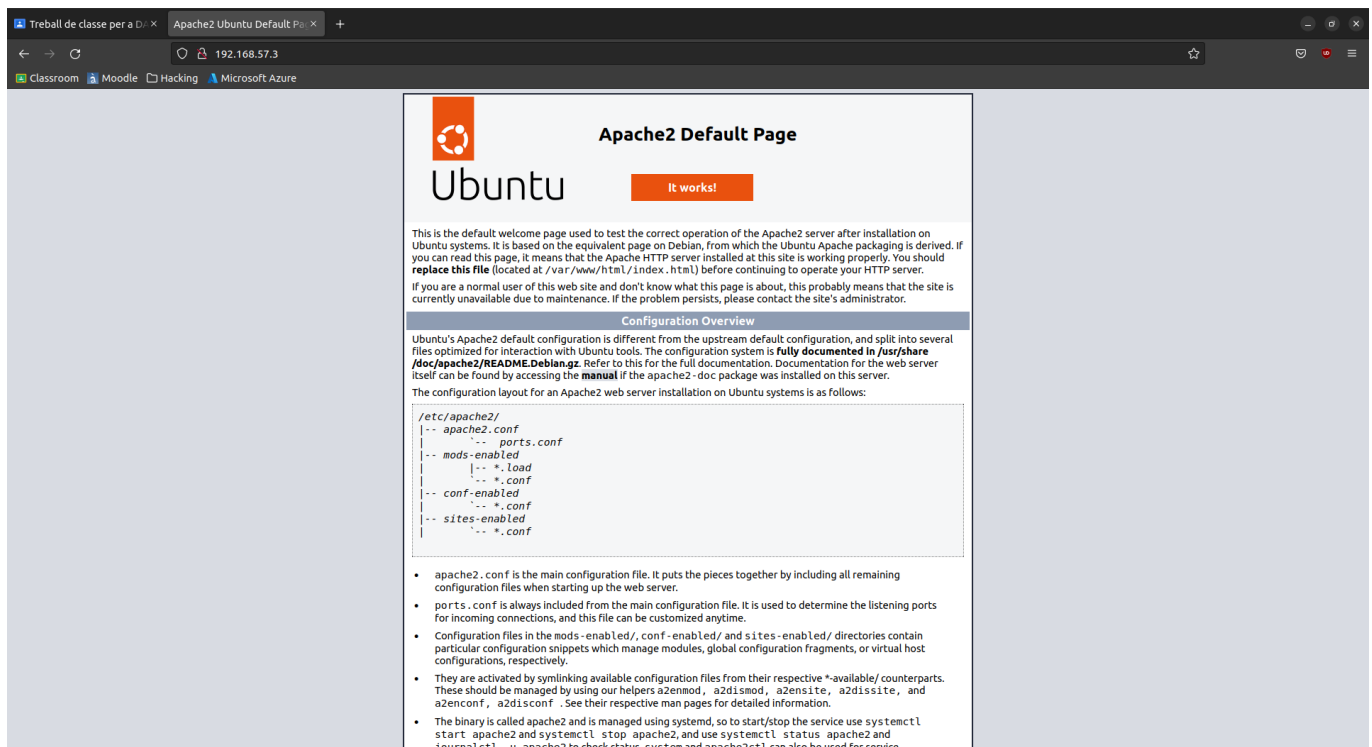 Treball de classe per a DA
Apache2 Ubuntu Default Pa
192.168.57.3
Classroom Moodle Hacking Microsoft Azure
Apache2 Default Page
Ubuntu
It works!
This is the default welcome page used to test the correct operation of the Apache2 server after installation on
Ubuntu systems. It is based on the equivalent page on Debian, from which the Ubuntu Apache packaging is derived. If
you can read this page, it means that the Apache HTTP server installed at this site is working properly. You should
replace this file (located at /var/www/html/index.html) before continuing to operate your HTTP server.
If you are a normal user of this web site and don't know what this page is about, this probably means that the site is
currently unavailable due to maintenance. If the problem persists, please contact the site's administrator.
Configuration Overview
Ubuntu's Apache2 default configuration is different from the upstream default configuration, and split into several
files optimized for interaction with Ubuntu tools. The configuration system is fully documented in /usr/share
/doc/apache2/README.Debian.gz. Refer to this for the full documentation. Documentation for the web server
itself can be found by accessing the manual if the apache2-doc package was installed on this server.
The configuration layout for an Apache2 web server installation on Ubuntu systems is as follows:
/etc/apache2/
|-- apache2.conf
|       `--  ports.conf
|-- mods-enabled
|       |-- *.load
|       `-- *.conf
|-- conf-enabled
|       `-- *.conf
|-- sites-enabled
|       `-- *.conf
• apache2.conf is the main configuration file. It puts the pieces together by including all remaining
configuration files when starting up the web server.
• ports.conf is always included from the main configuration file. It is used to determine the listening ports
for incoming connections, and this file can be customized anytime.
• Configuration files in the mods-enabled/, conf-enabled/ and sites-enabled/ directories contain
particular configuration snippets which manage modules, global configuration fragments, or virtual host
configurations, respectively.
• They are activated by symlinking available configuration files from their respective *-available/ counterparts.
These should be managed by using our helpers a2enmod, a2dismod, a2ensite, a2dissite, and
a2enconf, a2disconf . See their respective man pages for detailed information.
• The binary is called apache2 and is managed using systemd, so to start/stop the service use systemctl
start apache2 and systemctl stop apache2, and use systemctl status apache2 and
journalctl -u apache2 to check status. system and apache2ctl can also be used for service